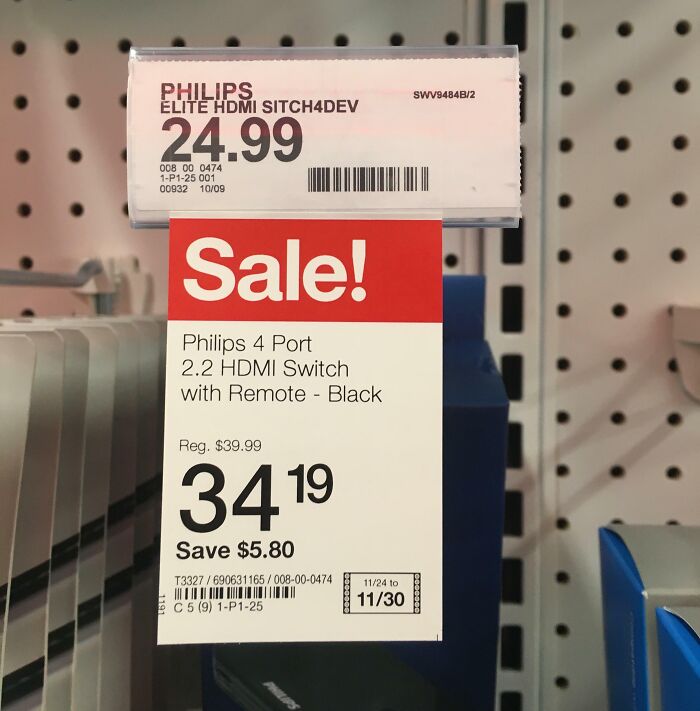 PHILIPS
ELITE HDMI SITCH4DEV
SWV9484B/2
24.99
008 00 0474
1-P1-25 001
00932 10/09
Sale!
Philips 4 Port
2.2 HDMI Switch
with Remote - Black
Reg. $39.99
34 19
Save $5.80
T3327 / 690631165 / 008-00-0474
C 5 (9) 1-P1-25
1191
11/24 to
11/30
PHILIPS